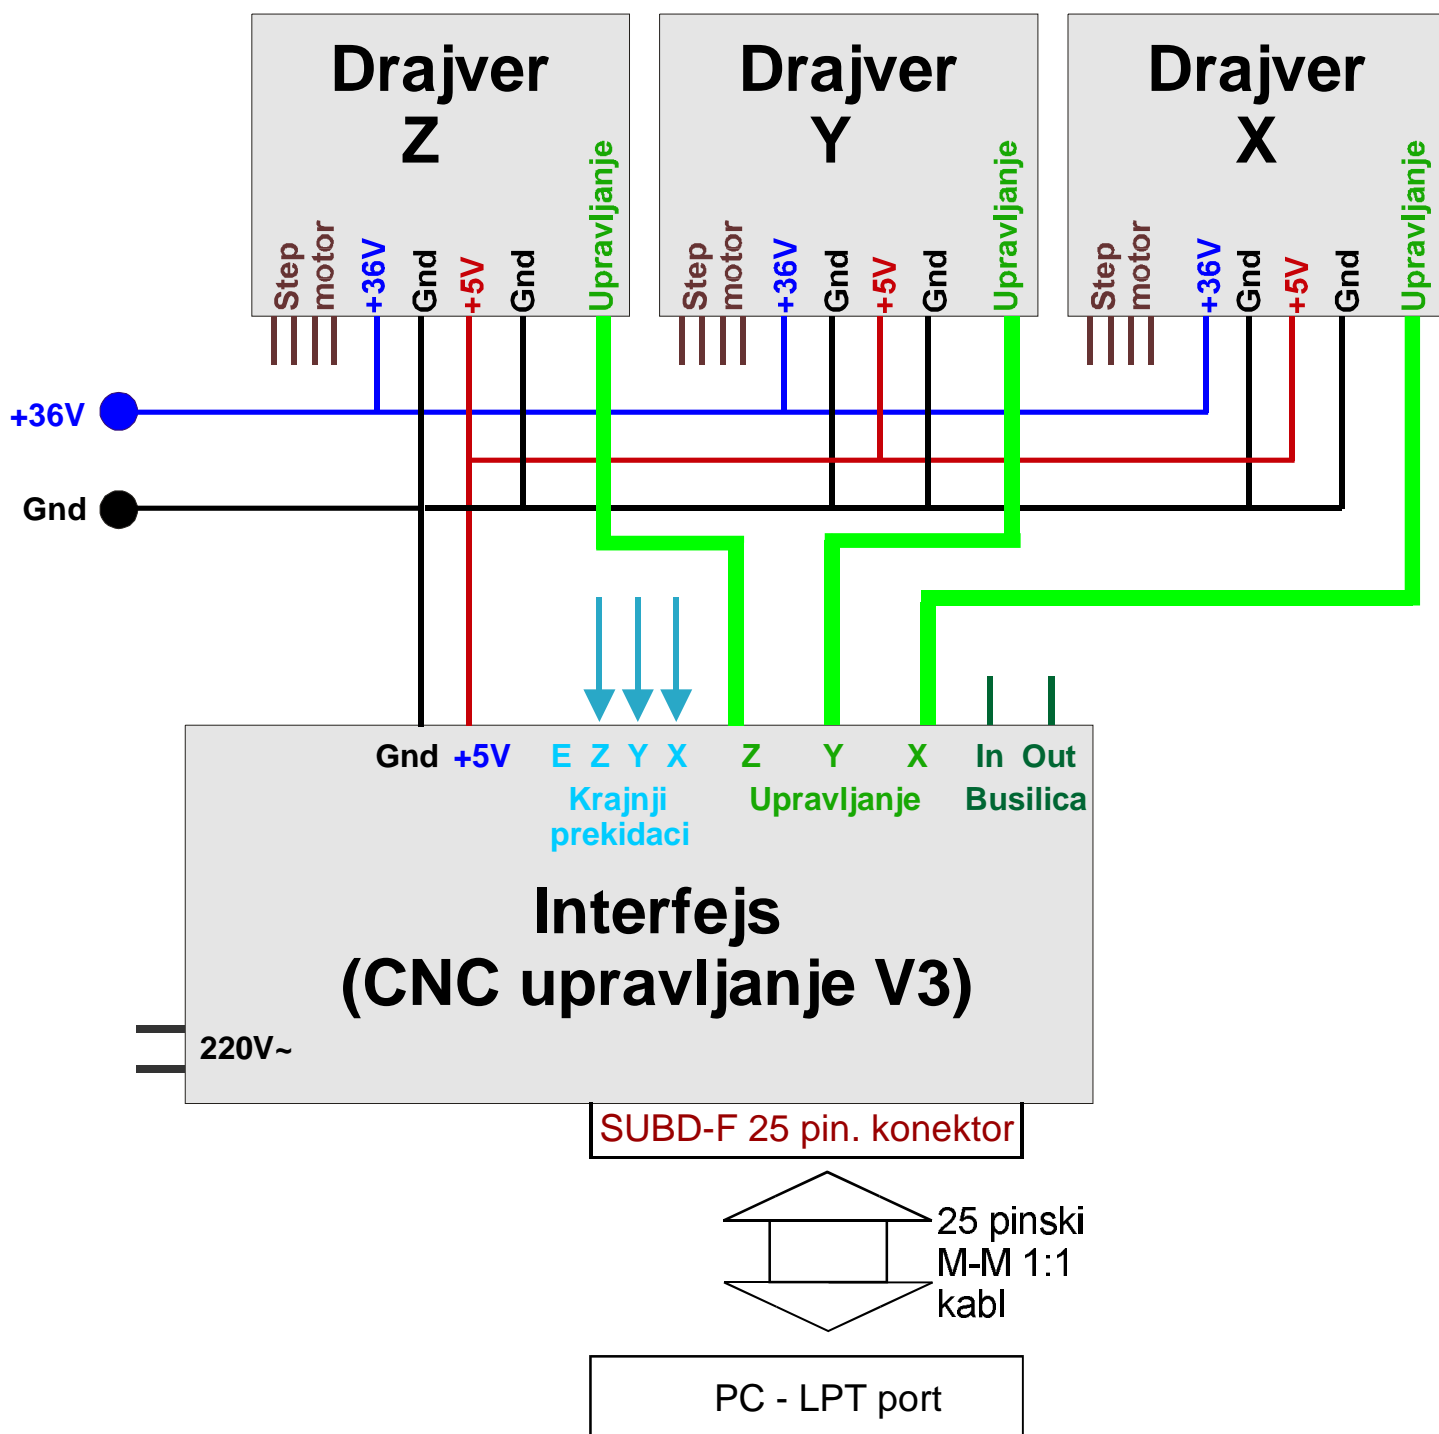 Drajver
Z
Drajver
Y
Drajver
X
Step
motor
+36V
Gnd
+5V
Gnd
Upravljanje
Step
motor
+36V
Gnd
+5V
Gnd
Upravljanje
Step
motor
+36V
Gnd
+5V
Gnd
Upravljanje
+36V
Gnd
Gnd +5V
E Z Y X
Krajnji
prekidaci
Z Y X
Upravljanje
In Out
Busilica
Interfejs
(CNC upravljanje V3)
220V~
SUBD-F 25 pin. konektor
25 pinski
M-M 1:1
kabl
PC - LPT port